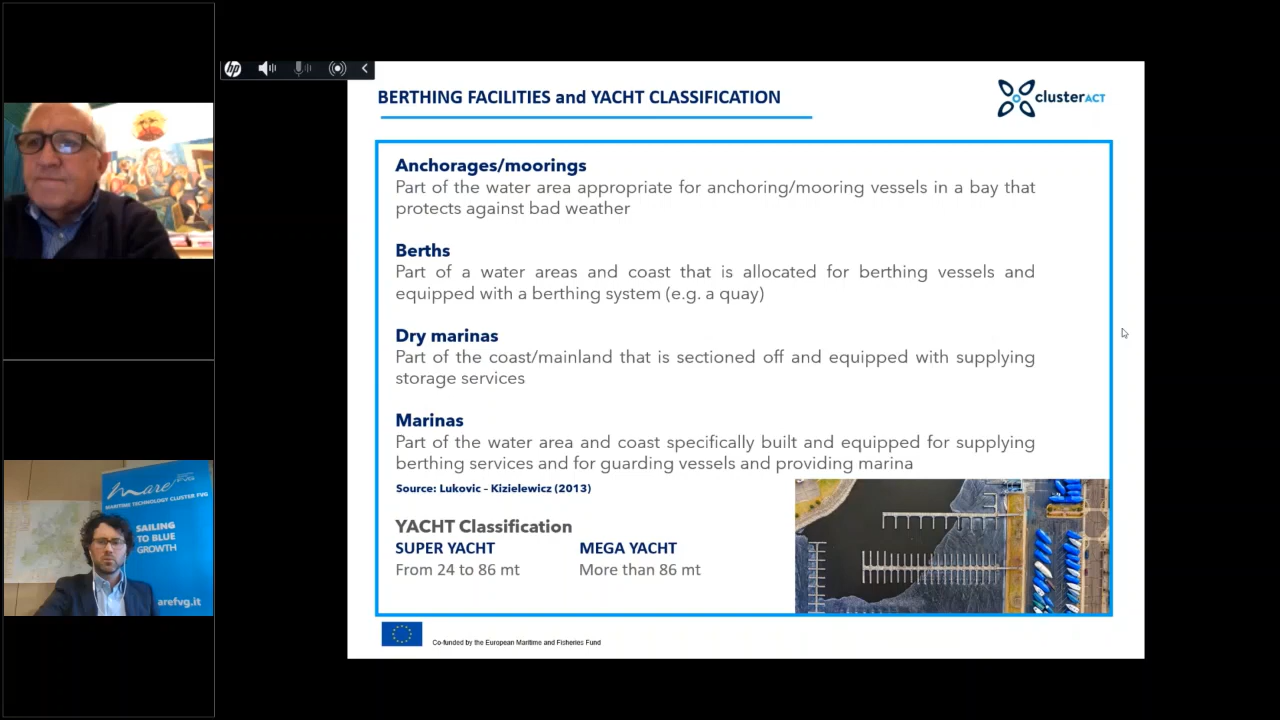 hp
BERTHING FACILITIES and YACHT CLASSIFICATION
clusterACT
Anchorages/moorings
Part of the water area appropriate for anchoring/mooring vessels in a bay that
protects against bad weather
Berths
Part of a water areas and coast that is allocated for berthing vessels and
equipped with a berthing system (e.g. a quay)
Dry marinas
Part of the coast/mainland that is sectioned off and equipped with supplying
storage services
Marinas
Part of the water area and coast specifically built and equipped for supplying
berthing services and for guarding vessels and providing marina
Source: Lukovic – Kizielewicz (2013)
YACHT Classification
SUPER YACHT MEGA YACHT
From 24 to 86 mt More than 86 mt
Co-funded by the European Maritime and Fisheries Fund
mare FVG
MARITIME TECHNOLOGY CLUSTER FVG
SAILING
TO BLUE
GROWTH
arefvg.it